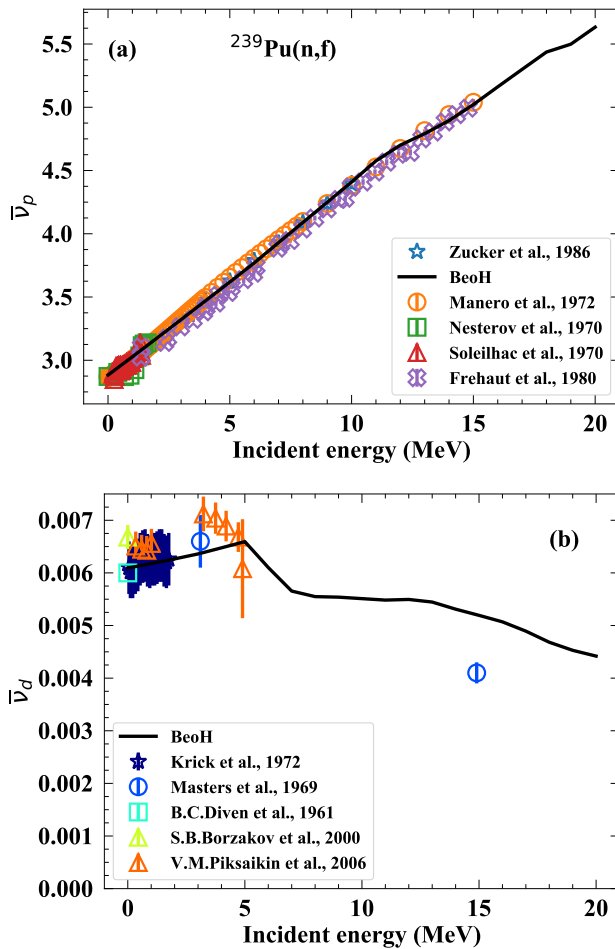 (a)
²³⁹Pu(n,f)
5.5
5.0
4.5
4.0
3.5
3.0
ν̅ₚ
Zucker et al., 1986
BeoH
Manero et al., 1972
Nesterov et al., 1970
Soleilhac et al., 1970
Frehaut et al., 1980
0 5 10 15 20
Incident energy (MeV)
(b)
0.007
0.006
0.005
0.004
0.003
0.002
0.001
0.000
ν̅_d
BeoH
Krick et al., 1972
Masters et al., 1969
B.C.Diven et al., 1961
S.B.Borzakov et al., 2000
V.M.Piksaikin et al., 2006
0 5 10 15 20
Incident energy (MeV)